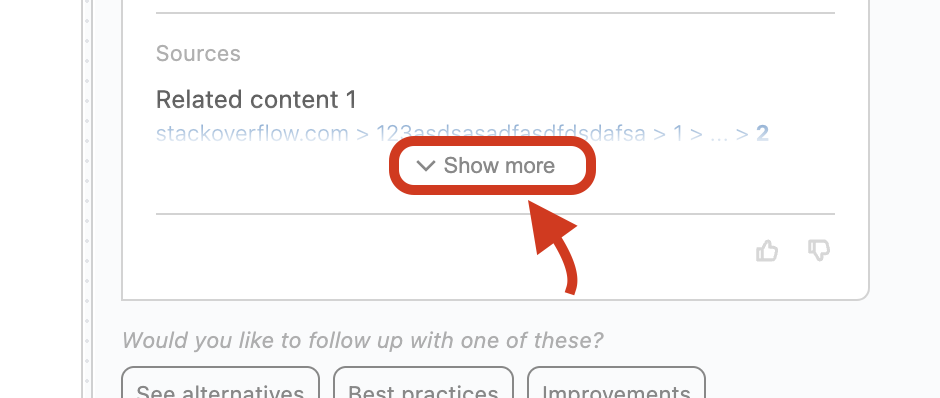 Sources
Related content 1
stackoverflow.com > 123asdsasadfasdfdsdafsa > 1 > ... > 2
Show more
Would you like to follow up with one of these?
See alternatives Best practices Improvements